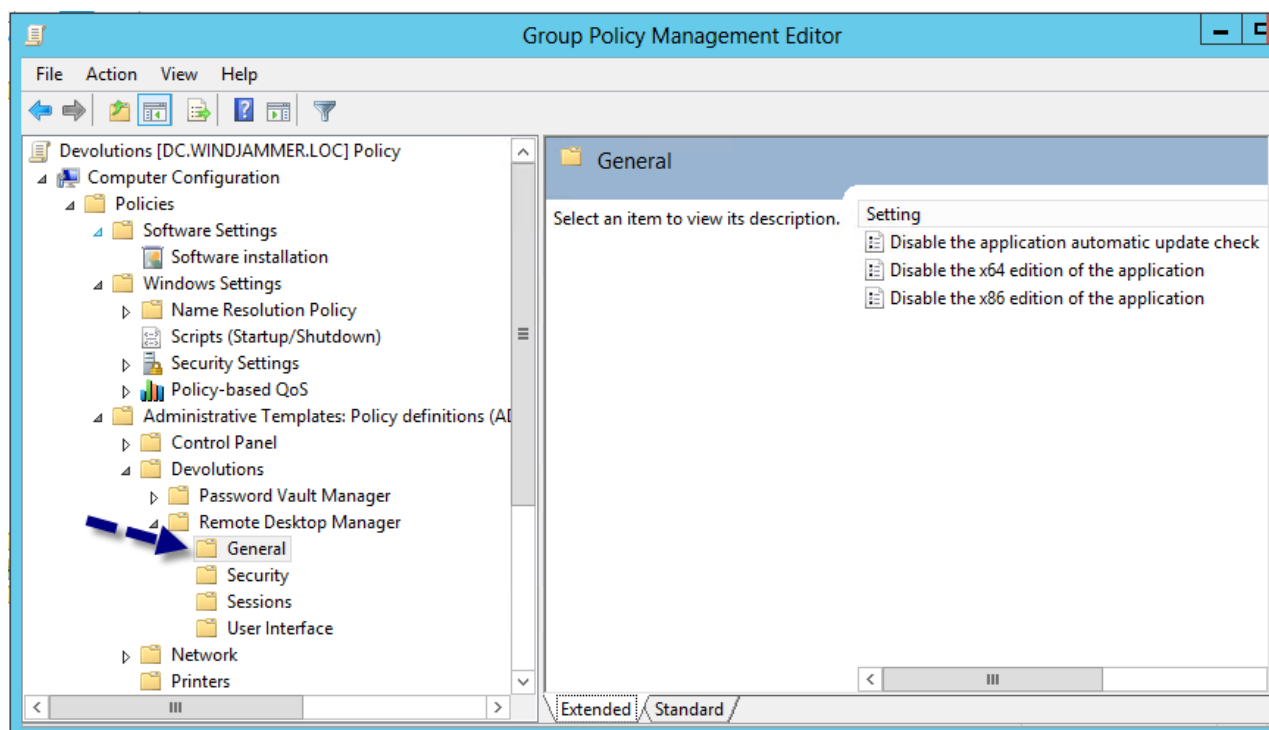 Group Policy Management Editor
File Action View Help
Devolutions [DC.WINDJAMMER.LOC] Policy
Computer Configuration
Policies
Software Settings
Software installation
Windows Settings
Name Resolution Policy
Scripts (Startup/Shutdown)
Security Settings
Policy-based QoS
Administrative Templates: Policy definitions (AD
Control Panel
Devolutions
Password Vault Manager
Remote Desktop Manager
General
Security
Sessions
User Interface
Network
Printers
General
Select an item to view its description.
Setting
Disable the application automatic update check
Disable the x64 edition of the application
Disable the x86 edition of the application
Extended Standard